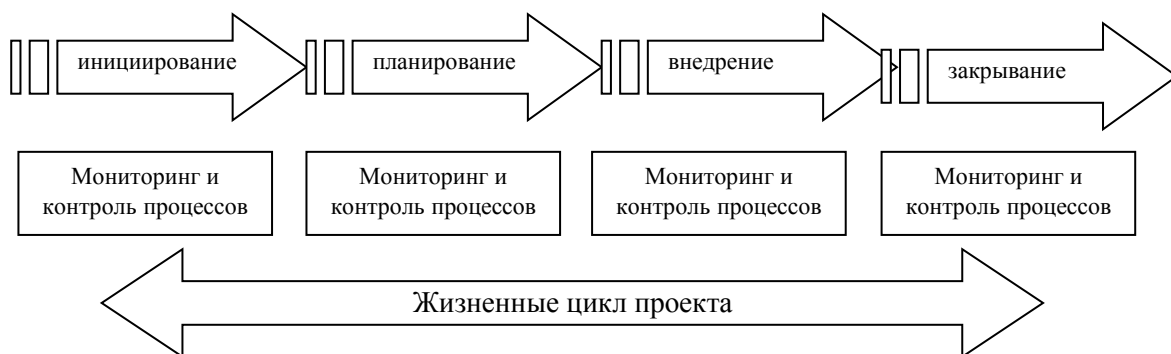 инициирование
планирование
внедрение
закрывание
Мониторинг и
контроль процессов
Мониторинг и
контроль процессов
Мониторинг и
контроль процессов
Мониторинг и
контроль процессов
Жизненные цикл проекта